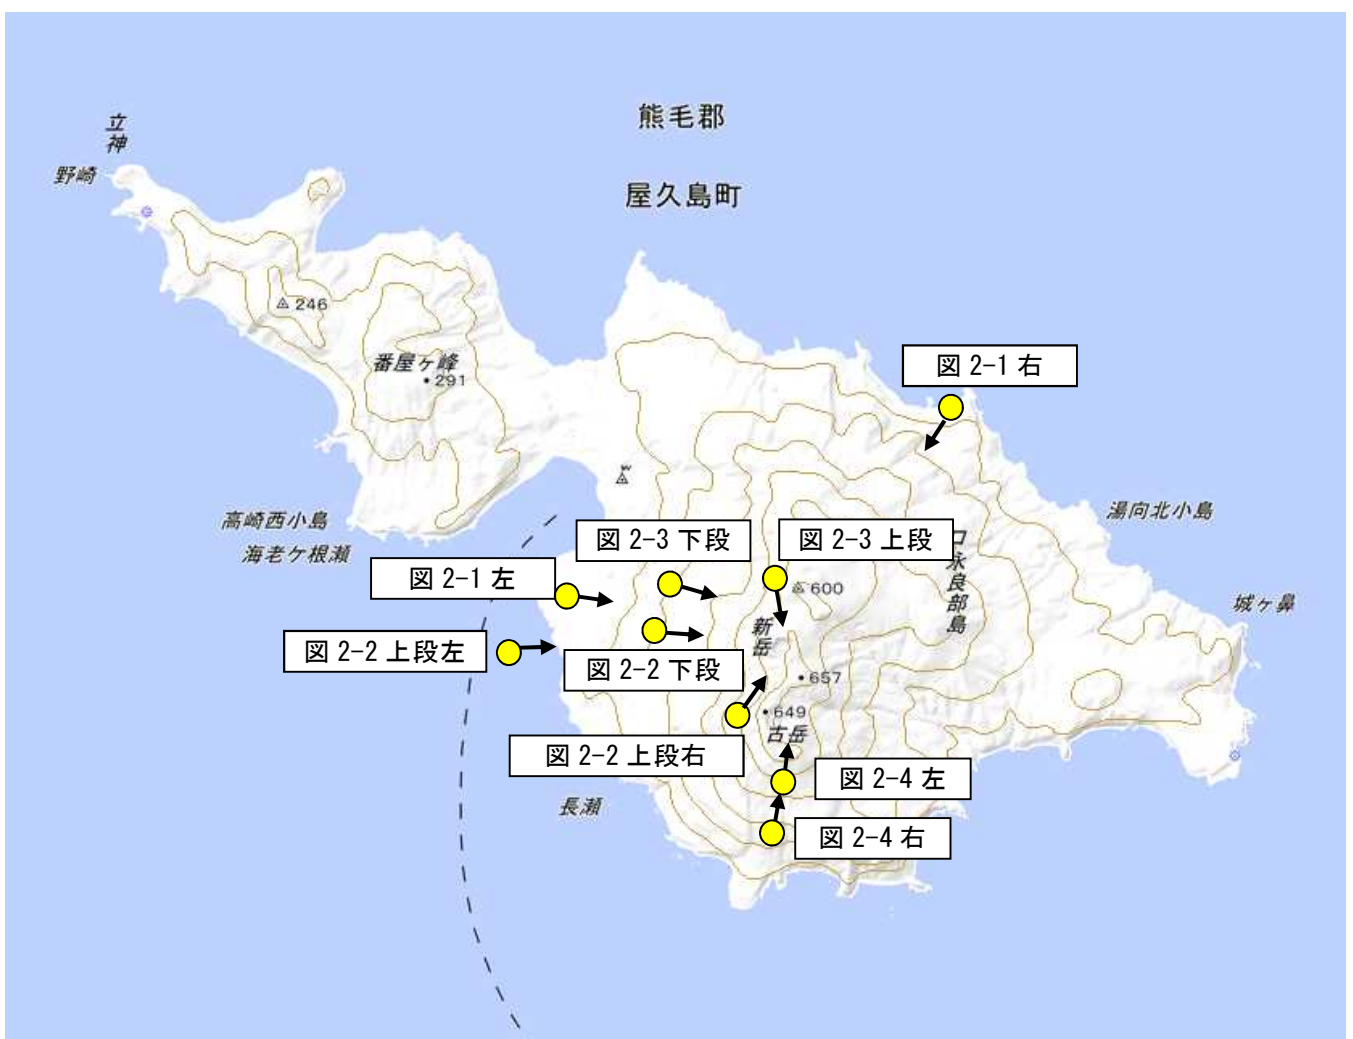 熊毛郡
立神
野崎
屋久島町
246
番屋ヶ峰
291
図 2-1 右
高崎西小島
海老ケ根瀬
湯向北小島
図 2-3 下段
図 2-3 上段
口永良部島
図 2-1 左
600
城ヶ鼻
新岳
図 2-2 上段左
図 2-2 下段
657
649
古岳
図 2-2 上段右
図 2-4 左
長瀬
図 2-4 右